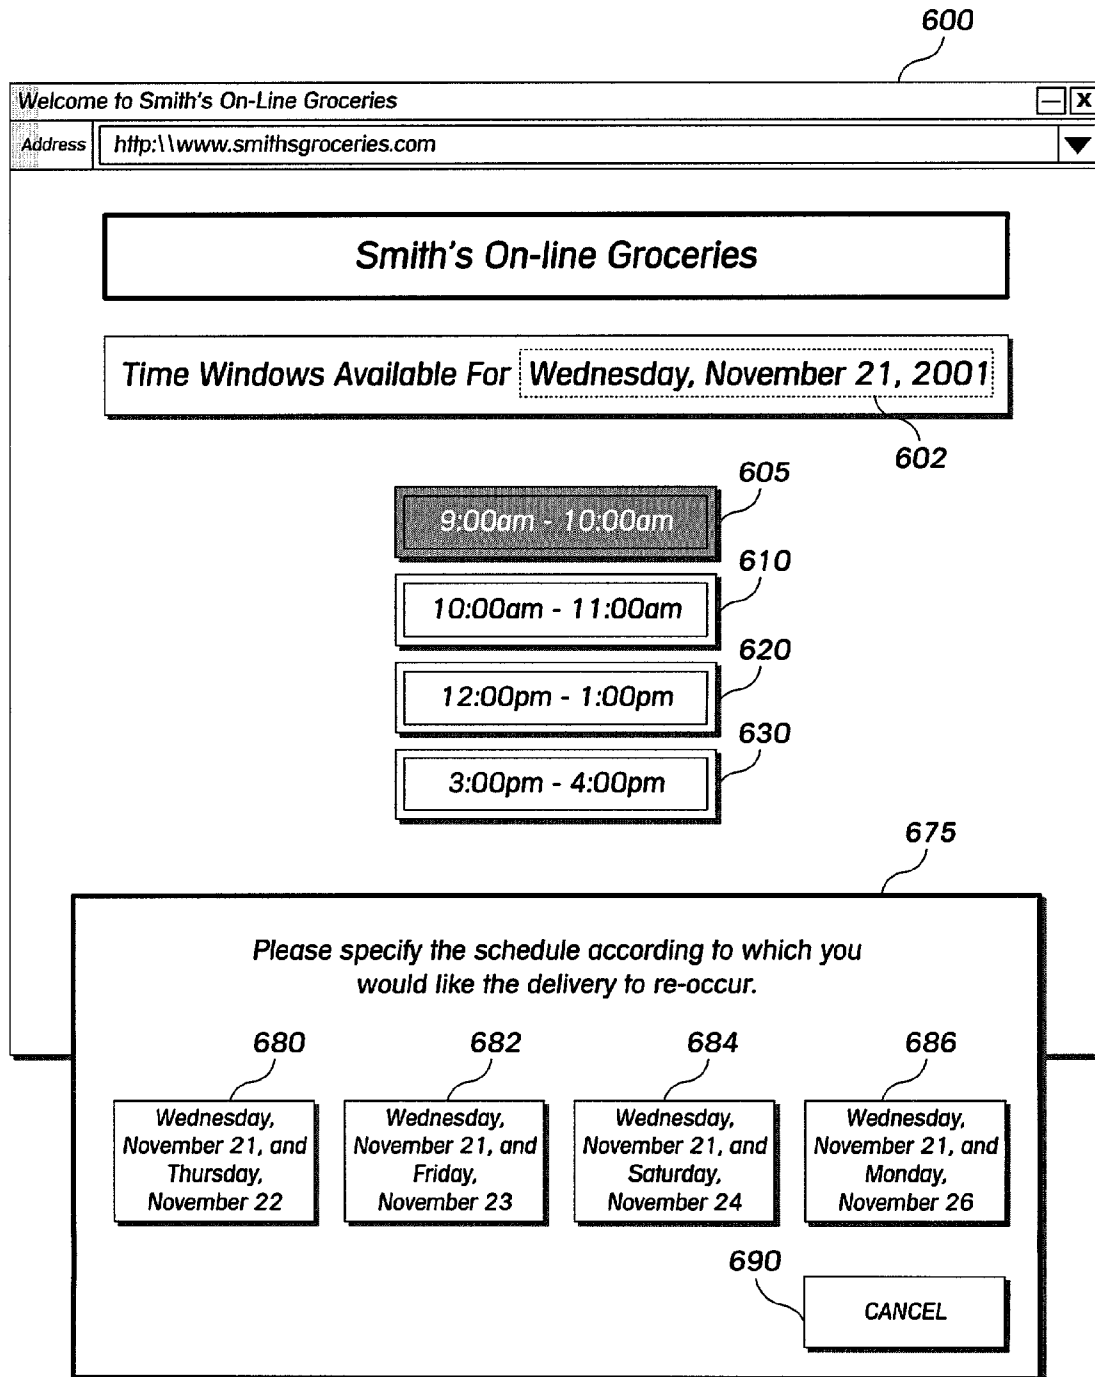 600
Welcome to Smith's On-Line Groceries
— X
Address http:\\www.smithsgroceries.com
Smith's On-line Groceries
Time Windows Available For Wednesday, November 21, 2001
602
605
9:00am - 10:00am
610
10:00am - 11:00am
620
12:00pm - 1:00pm
630
3:00pm - 4:00pm
675
Please specify the schedule according to which you
would like the delivery to re-occur.
680
Wednesday,
November 21, and
Thursday,
November 22
682
Wednesday,
November 21, and
Friday,
November 23
684
Wednesday,
November 21, and
Saturday,
November 24
686
Wednesday,
November 21, and
Monday,
November 26
690
CANCEL